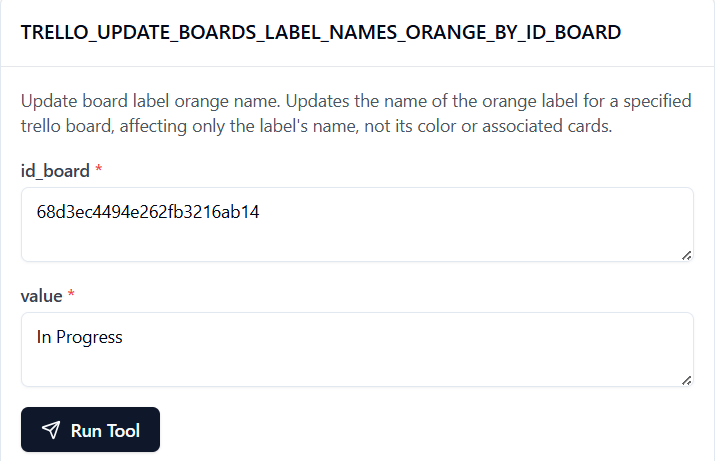 TRELLO_UPDATE_BOARDS_LABEL_NAMES_ORANGE_BY_ID_BOARD
Update board label orange name. Updates the name of the orange label for a specified
trello board, affecting only the label's name, not its color or associated cards.
id_board *
68d3ec4494e262fb3216ab14
value *
In Progress
Run Tool